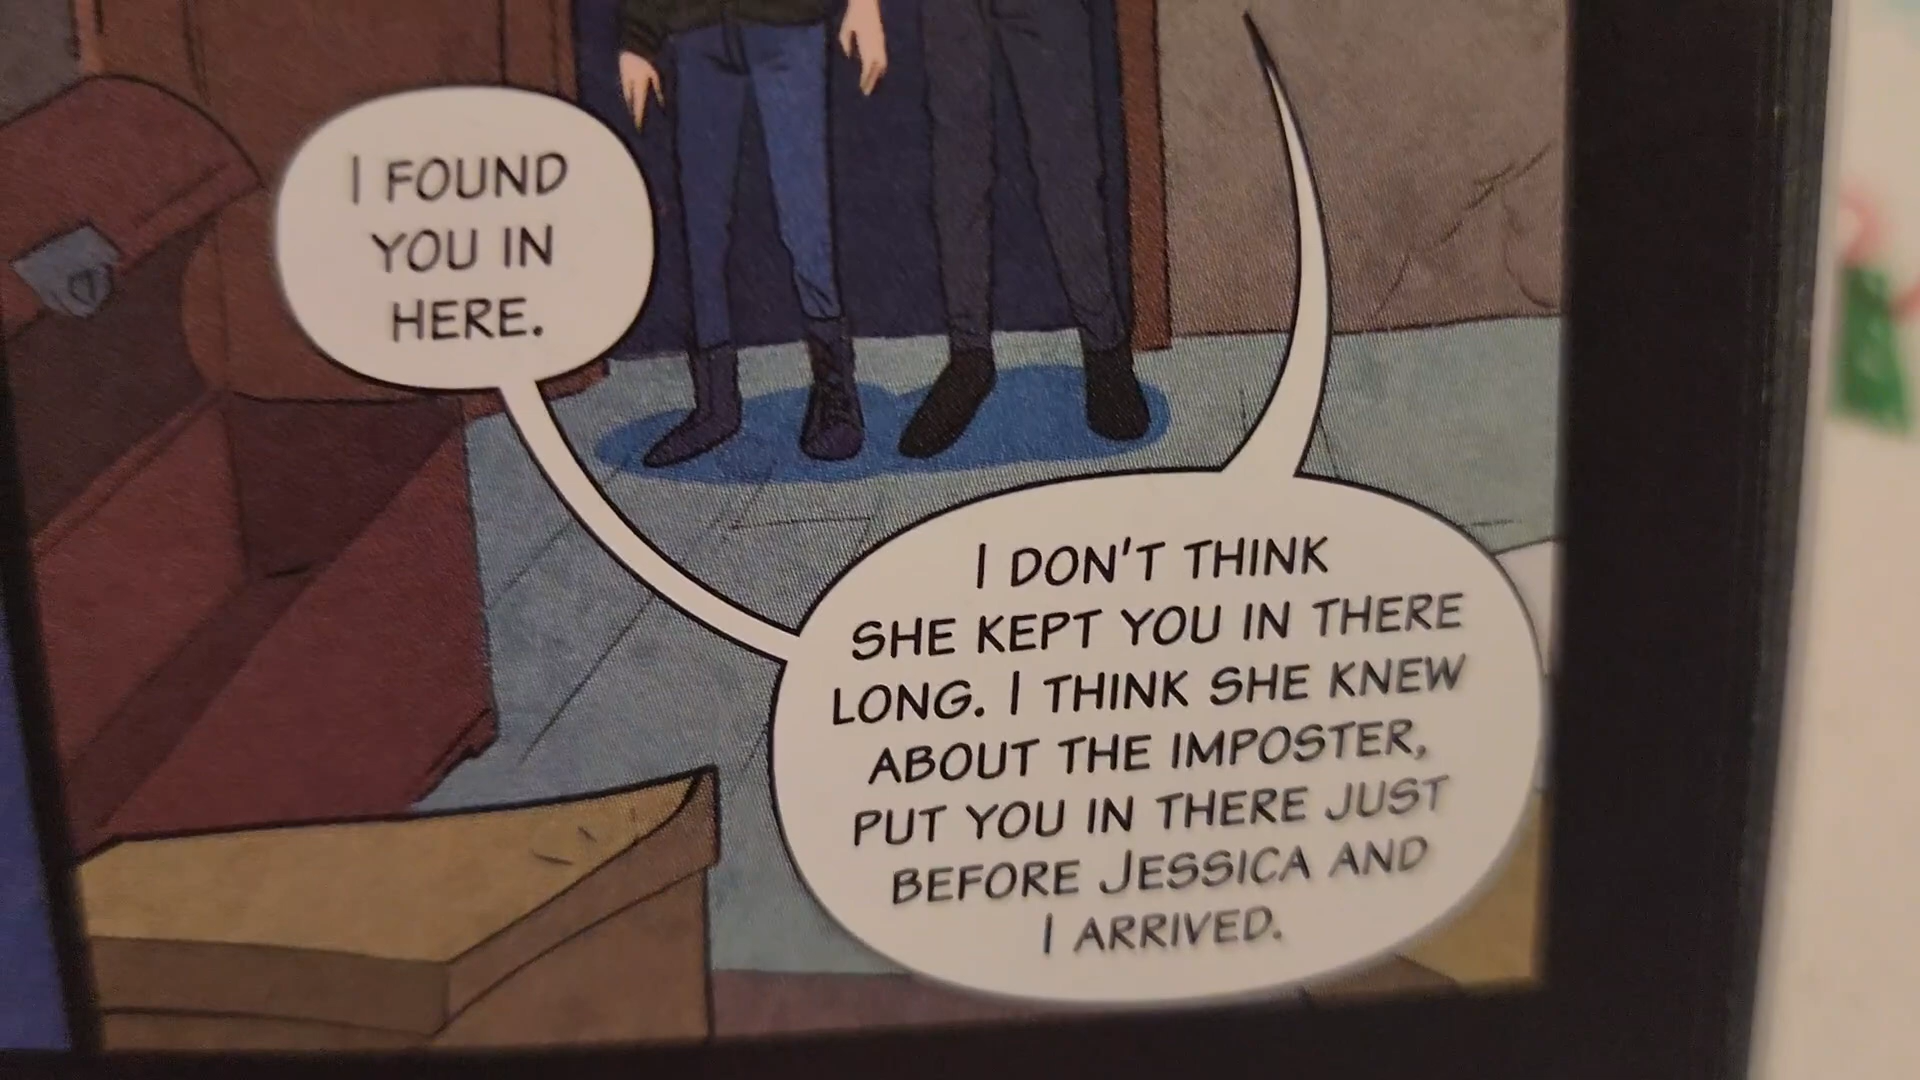 I FOUND
YOU IN
HERE.
I DON'T THINK
SHE KEPT YOU IN THERE
LONG. I THINK SHE KNEW
ABOUT THE IMPOSTER,
PUT YOU IN THERE JUST
BEFORE JESSICA AND
I ARRIVED.